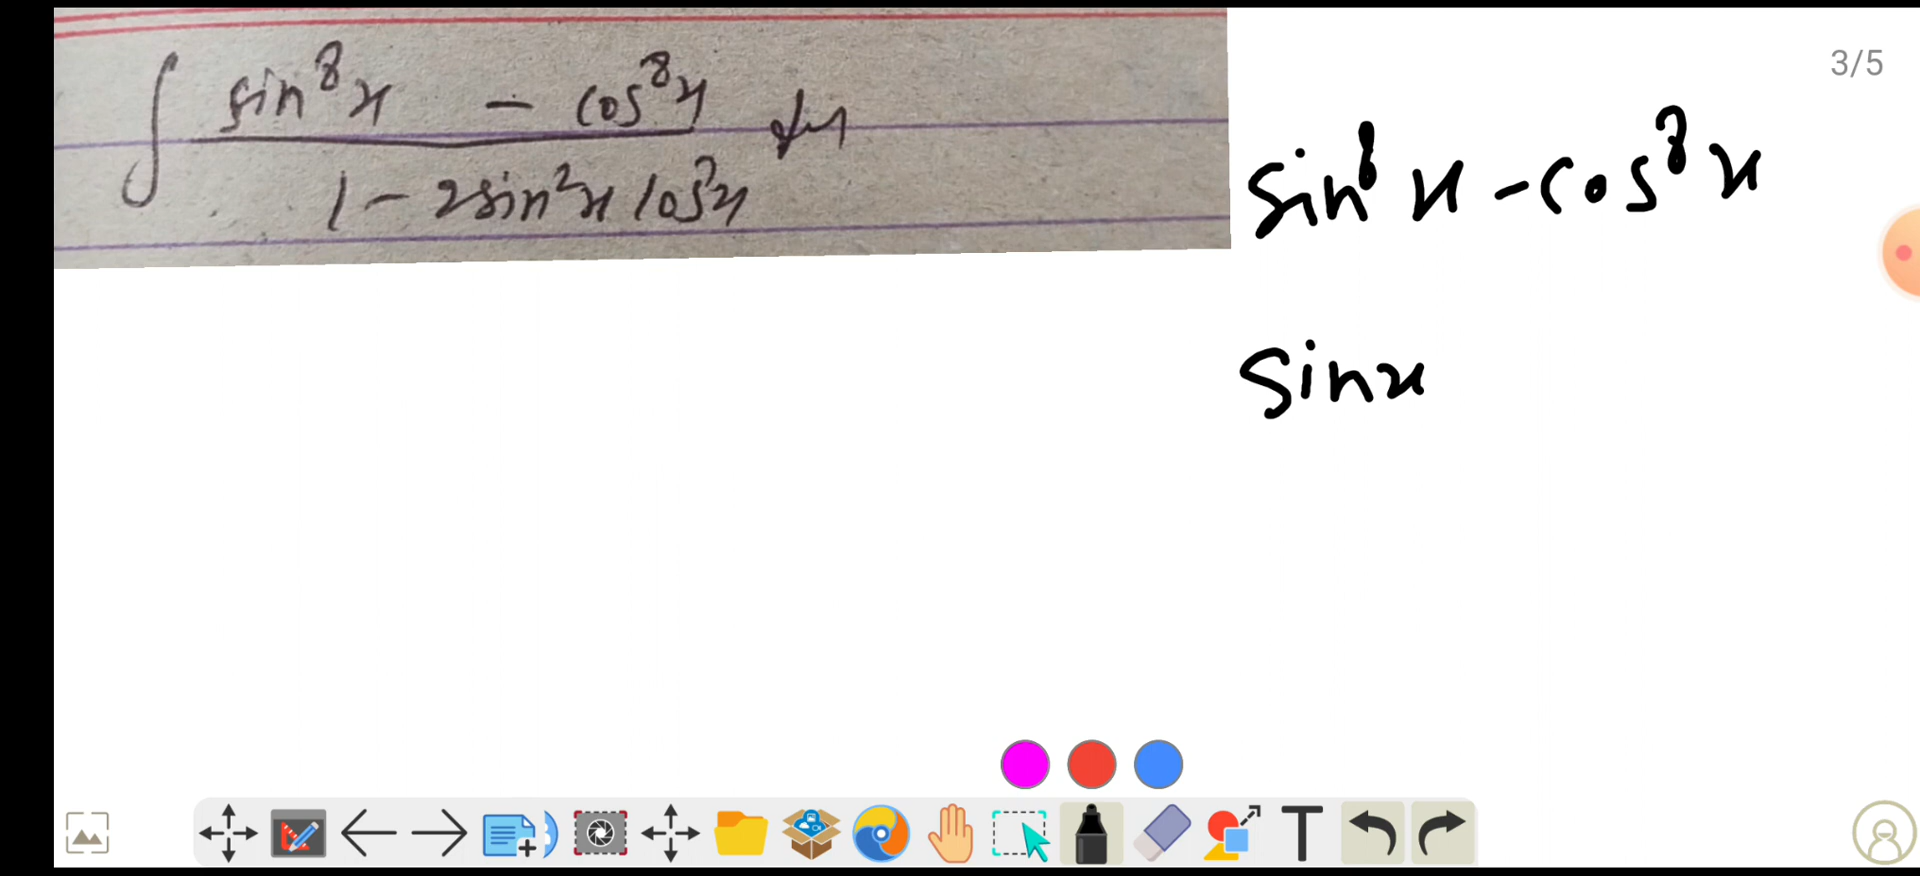 ∫ sin⁸x - cos⁸x dx
1 - 2sin²x cos²x
3/5
sin⁸x - cos⁸x
sinx
T